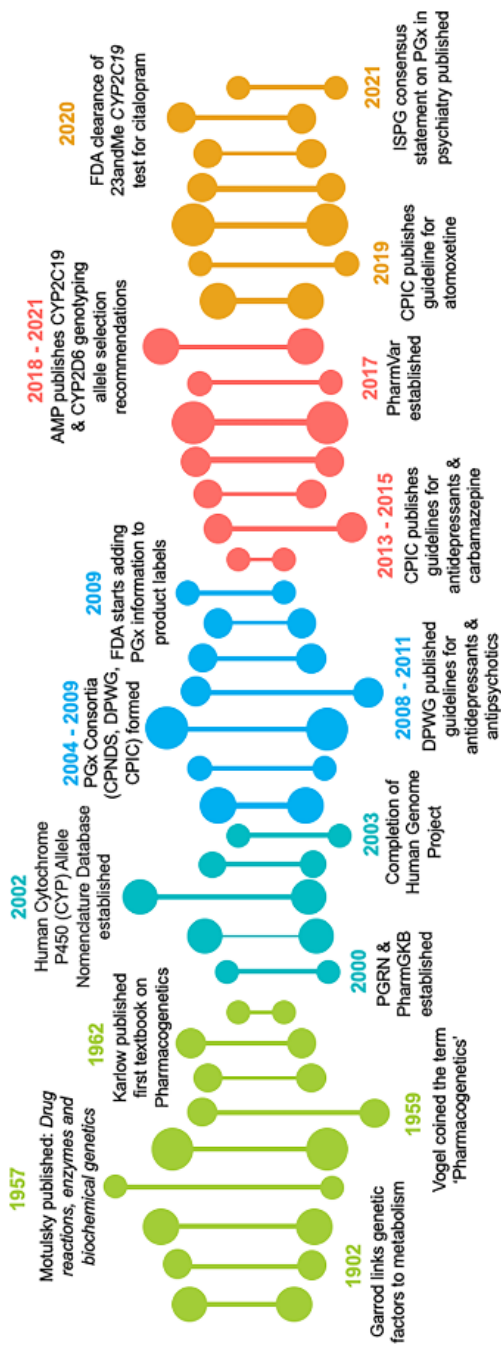 1902
Garrod links genetic
factors to metabolism
1957
Motulsky published: Drug
reactions, enzymes and
biochemical genetics
1959
Vogel coined the term
'Pharmacogenetics'
1962
Karlow published
first textbook on
Pharmacogenetics
2000
PGRN &
PharmGKB
established
2002
Human Cytochrome
P450 (CYP) Allele
Nomenclature Database
established
2003
Completion of
Human Genome
Project
2004 - 2009
PGx Consortia
(CPNDS, DPWG,
CPIC) formed
2008 - 2011
DPWG published
guidelines for
antidepressants &
antipsychotics
2009
FDA starts adding
PGx information to
product labels
2013 - 2015
CPIC publishes
guidelines for
antidepressants &
carbamazepine
2017
PharmVar
established
2018 - 2021
AMP publishes CYP2C19
& CYP2D6 genotyping
allele selection
recommendations
2019
CPIC publishes
guideline for
atomoxetine
2020
FDA clearance of
23andMe CYP2C19
test for citalopram
2021
ISPG consensus
statement on PGx in
psychiatry published